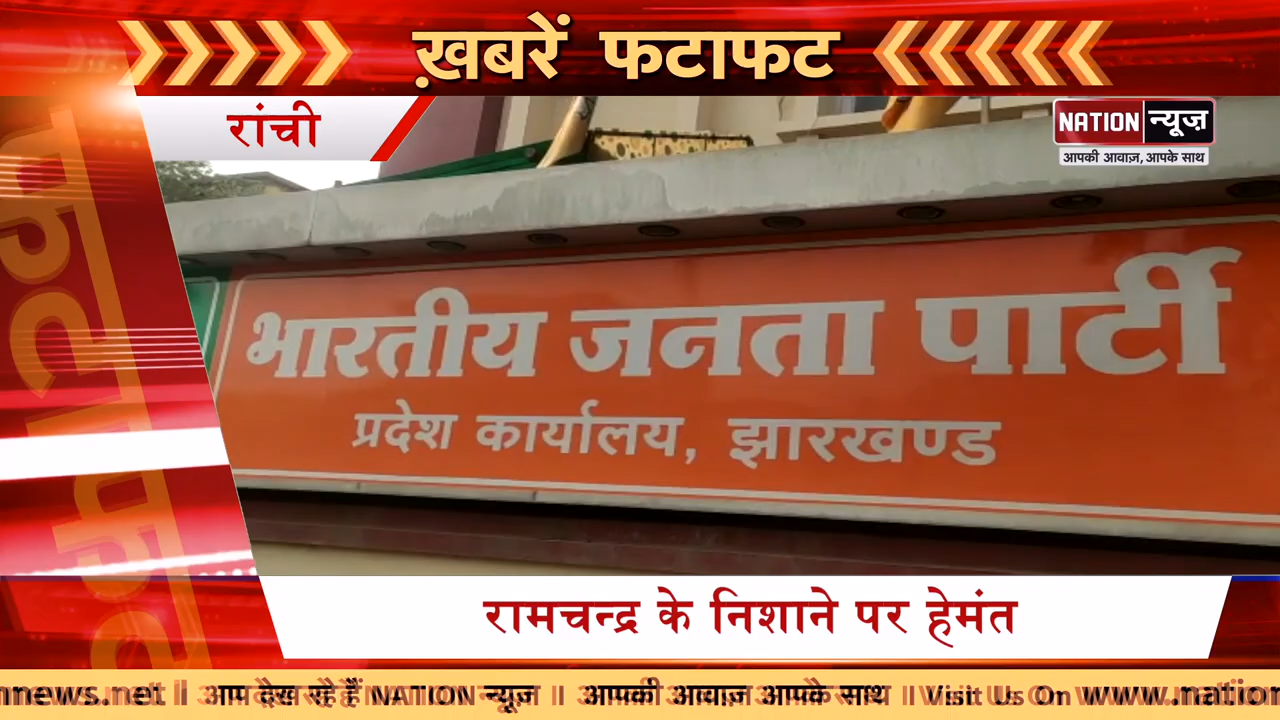 ख़बरें फटाफट
रांची
NATION न्यूज़
आपकी आवाज़, आपके साथ
भारतीय जनता पार्टी
प्रदेश कार्यालय, झारखण्ड
रामचन्द्र के निशाने पर हेमंत
nnews.net || आप देख रहे हैं NATION न्यूज़ || आपकी आवाज़ आपके साथ || Visit Us On www.nation